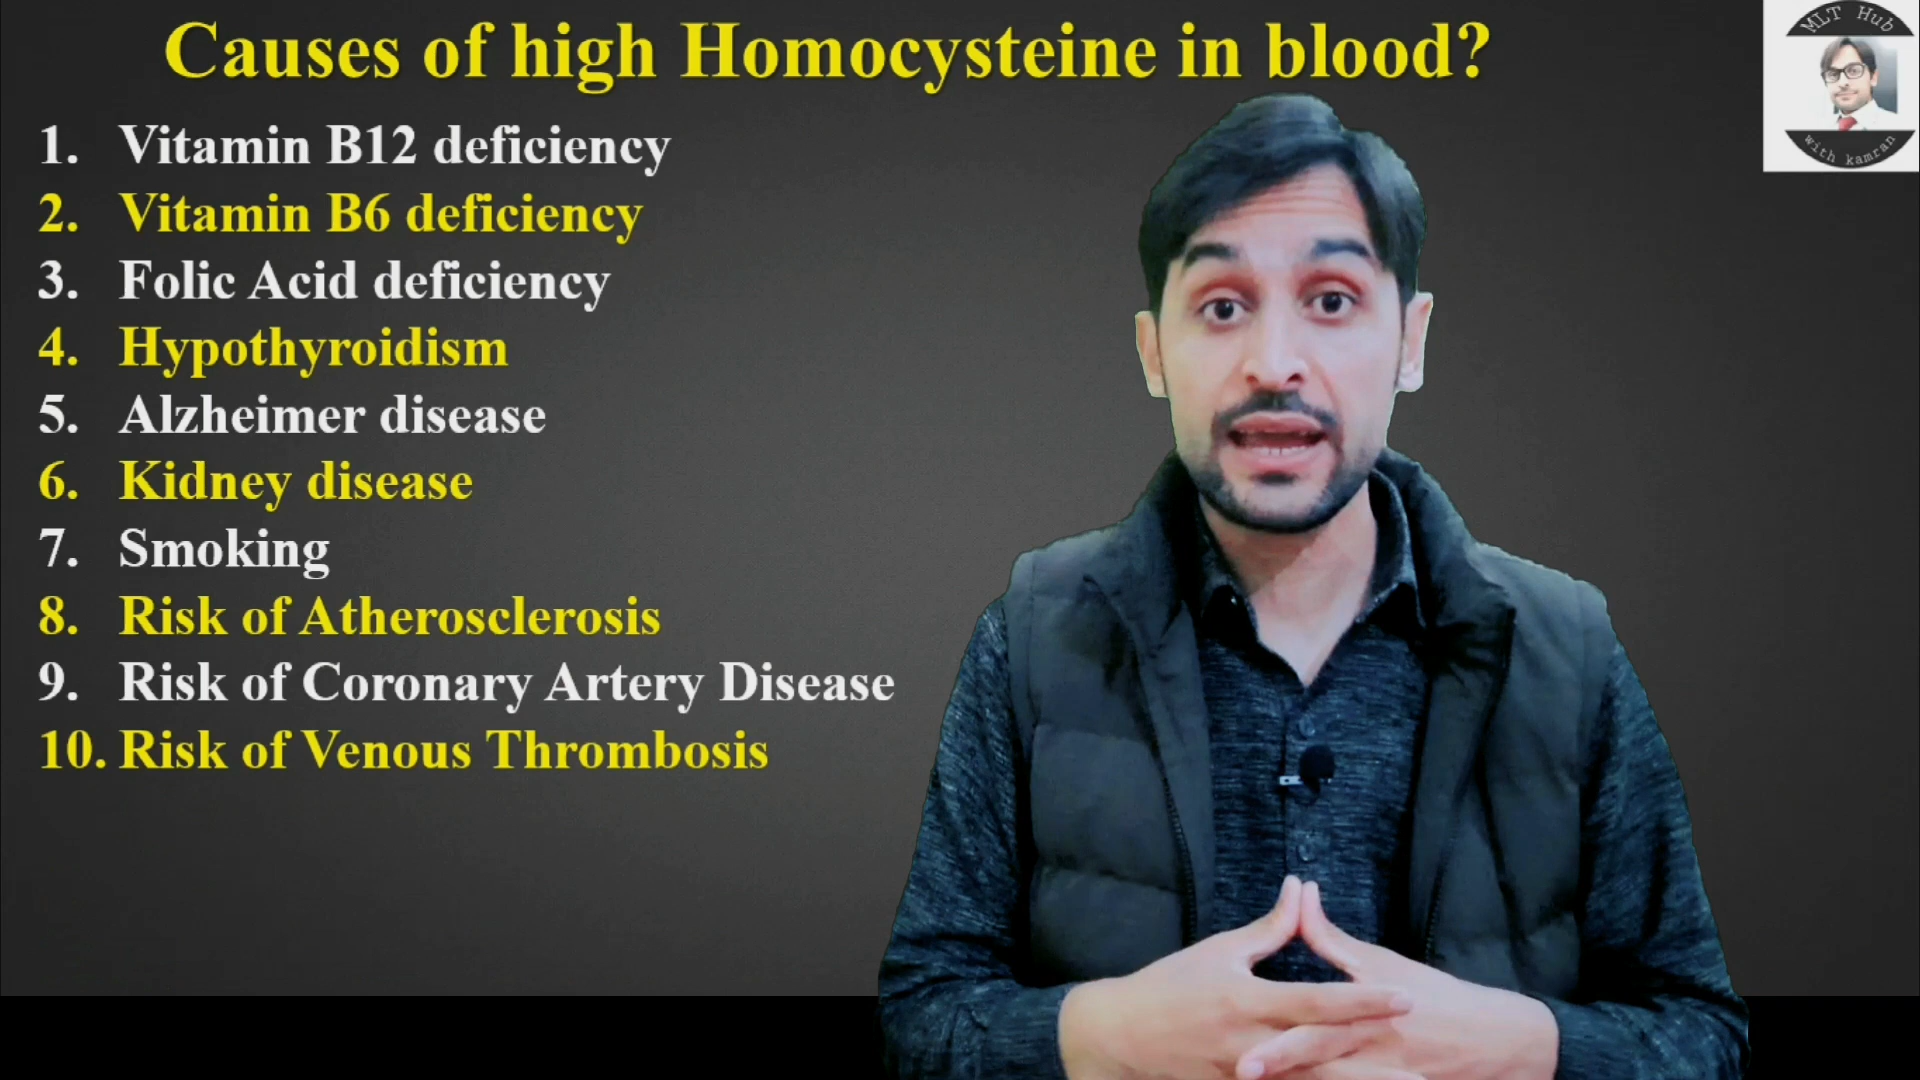 Causes of high Homocysteine in blood?
MLT Hub
with kamran
1. Vitamin B12 deficiency
2. Vitamin B6 deficiency
3. Folic Acid deficiency
4. Hypothyroidism
5. Alzheimer disease
6. Kidney disease
7. Smoking
8. Risk of Atherosclerosis
9. Risk of Coronary Artery Disease
10. Risk of Venous Thrombosis